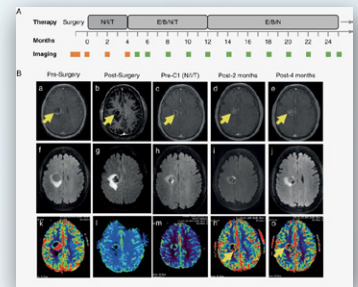 A
Therapy Surgery N/I/T E/B/N/T E/B/N
Months 0 2 4 6 8 10 12 14 16 18 20 22 24
Imaging
B
Pre-Surgery Post-Surgery Pre-C1 (N/I/T) Post-2 months Post-4 months
a b c d e
f g h i j
k l m n o